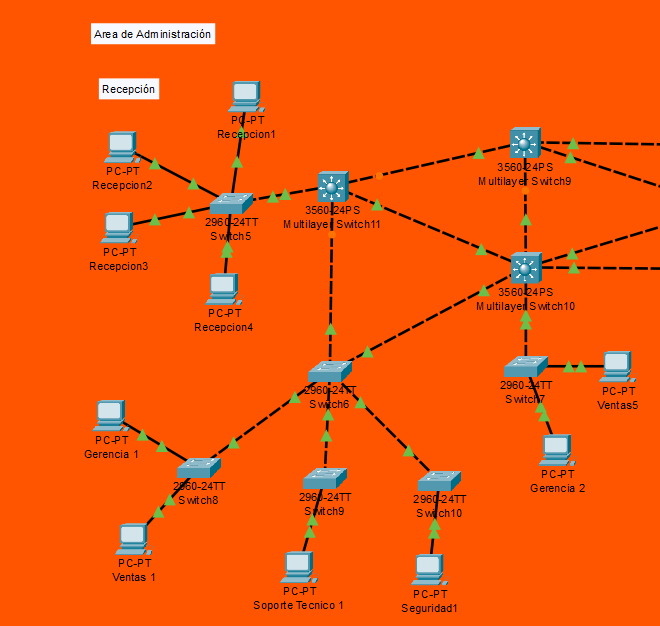 Area de Administración
Recepción
PC-PT
Recepcion1
PC-PT
Recepcion2
PC-PT
Recepcion3
PC-PT
Recepcion4
2960-24TT
Switch5
3560-24PS
Multilayer Switch11
3560-24PS
Multilayer Switch9
3560-24PS
Multilayer Switch10
2960-24TT
Switch6
2960-24TT
Switch7
PC-PT
Ventas5
PC-PT
Gerencia 2
PC-PT
Gerencia 1
2960-24TT
Switch8
2960-24TT
Switch9
2960-24TT
Switch10
PC-PT
Ventas 1
PC-PT
Soporte Tecnico 1
PC-PT
Seguridad1